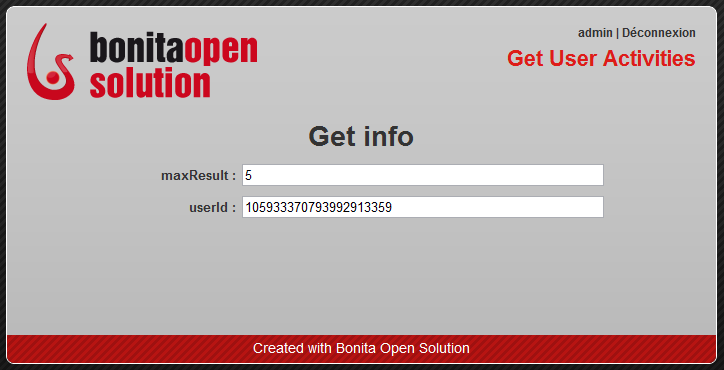 bonitaopen
solution
admin | Déconnexion
Get User Activities
Get info
maxResult : 5
userId : 105933370793992913359
Created with Bonita Open Solution